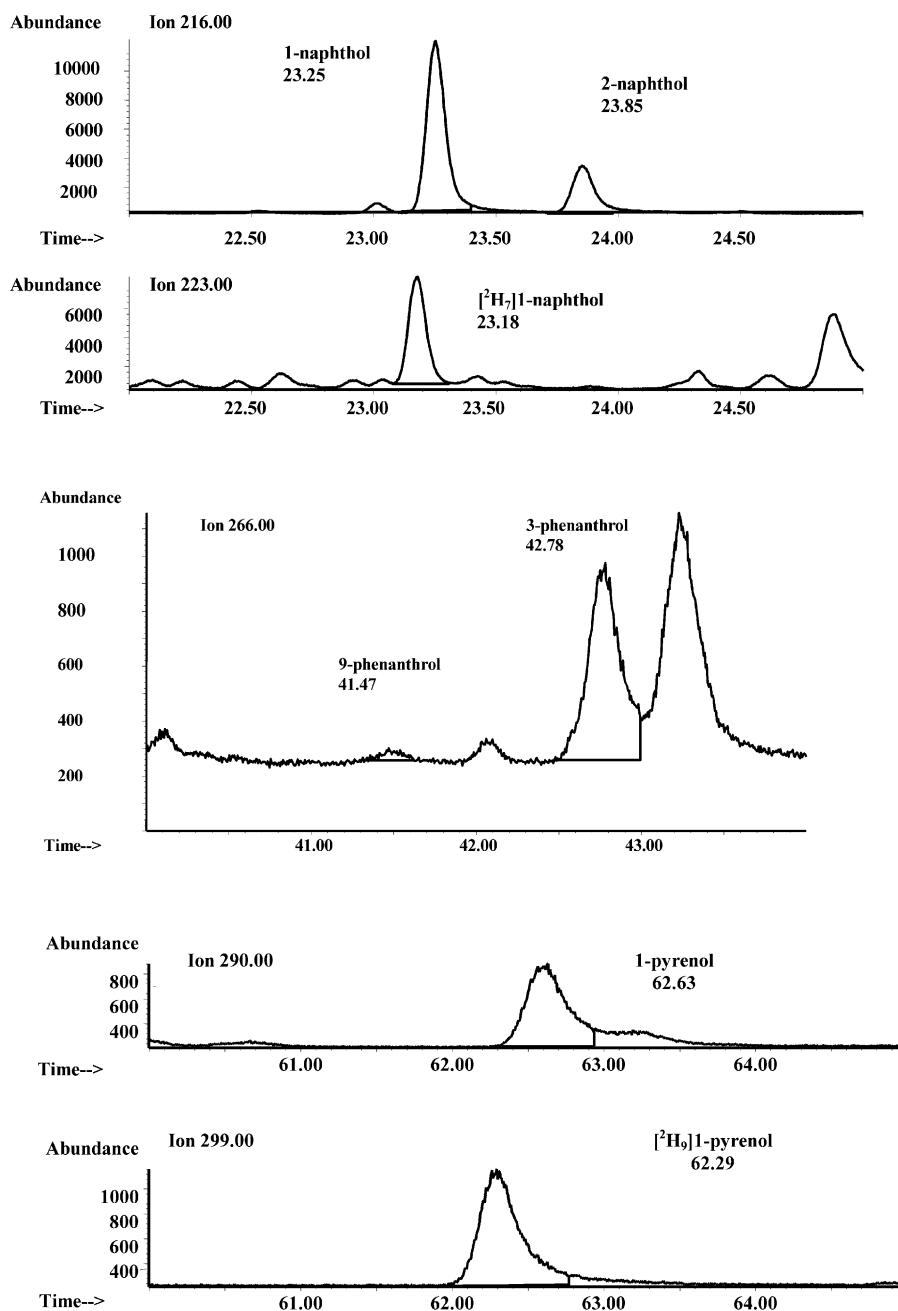 Abundance Ion 216.00
1-naphthol
23.25
2-naphthol
23.85
10000
8000
6000
4000
2000
Time--> 22.50 23.00 23.50 24.00 24.50
Abundance Ion 223.00
[²H₇]1-naphthol
23.18
6000
4000
2000
Time--> 22.50 23.00 23.50 24.00 24.50
Abundance
Ion 266.00
3-phenanthrol
42.78
9-phenanthrol
41.47
1000
800
600
400
200
Time--> 41.00 42.00 43.00
Abundance
Ion 290.00
1-pyrenol
62.63
800
600
400
Time--> 61.00 62.00 63.00 64.00
Abundance Ion 299.00
[²H₉]1-pyrenol
62.29
1000
800
600
400
Time--> 61.00 62.00 63.00 64.00